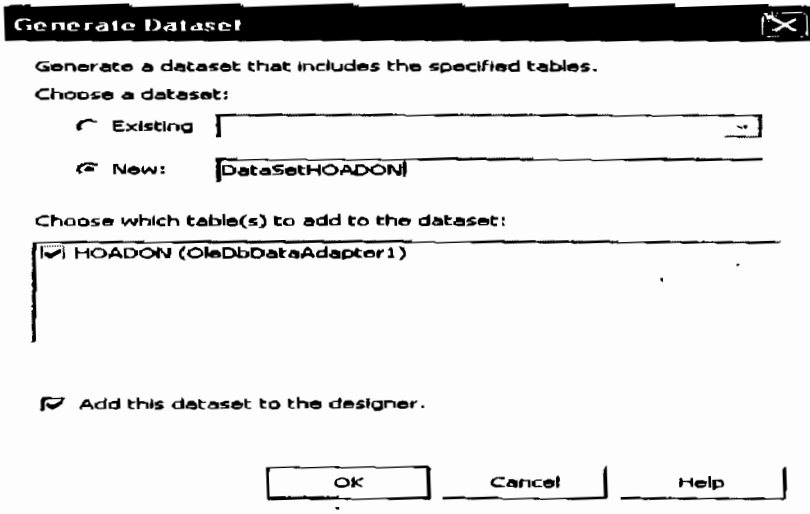 Generate Dataset
Generate a dataset that includes the specified tables.
Choose a dataset:
Existing
New: DataSetHOADON
Choose which table(s) to add to the dataset:
HOADON (OleDbDataAdapter1)
Add this dataset to the designer.
OK Cancel Help